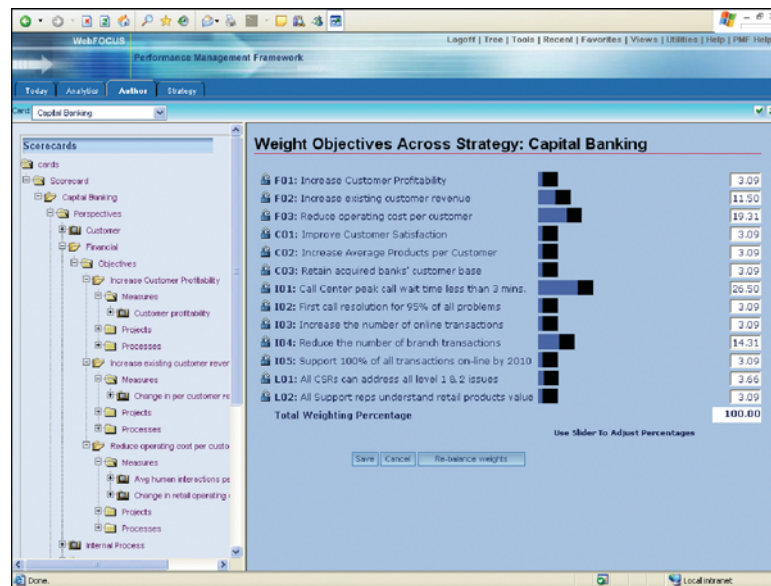 WebFOCUS
Logoff | Tree | Tools | Recent | Favorites | Views | Utilities | Help | PMF Help
Performance Management Framework
Today Analytics Author Strategy
Card: Capital Banking
Scorecards
cards
Scorecard
Capital Banking
Perspectives
Customer
Financial
Objectives
Increase Customer Profitability
Measures
Customer profitability
Projects
Processes
Increase existing customer rever
Measures
Change in per customer re
Projects
Processes
Reduce operating cost per custo
Measures
Avg human interactions pe
Change in retail operating
Projects
Processes
Internal Process
Weight Objectives Across Strategy: Capital Banking
F01: Increase Customer Profitability 3.09
F02: Increase existing customer revenue 11.50
F03: Reduce operating cost per customer 19.31
C01: Improve Customer Satisfaction 3.09
C02: Increase Average Products per Customer 3.09
C03: Retain acquired banks' customer base 3.09
I01: Call Center peak call wait time less than 3 mins. 26.50
I02: First call resolution for 95% of all problems 3.09
I03: Increase the number of online transactions 3.09
I04: Reduce the number of branch transactions 14.31
I05: Support 100% of all transactions on-line by 2010 3.09
L01: All CSRs can address all level 1 & 2 issues 3.66
L02: All Support reps understand retail products value 3.09
Total Weighting Percentage 100.00
Use Slider To Adjust Percentages
Save Cancel Re-balance weights
Done. Local intranet